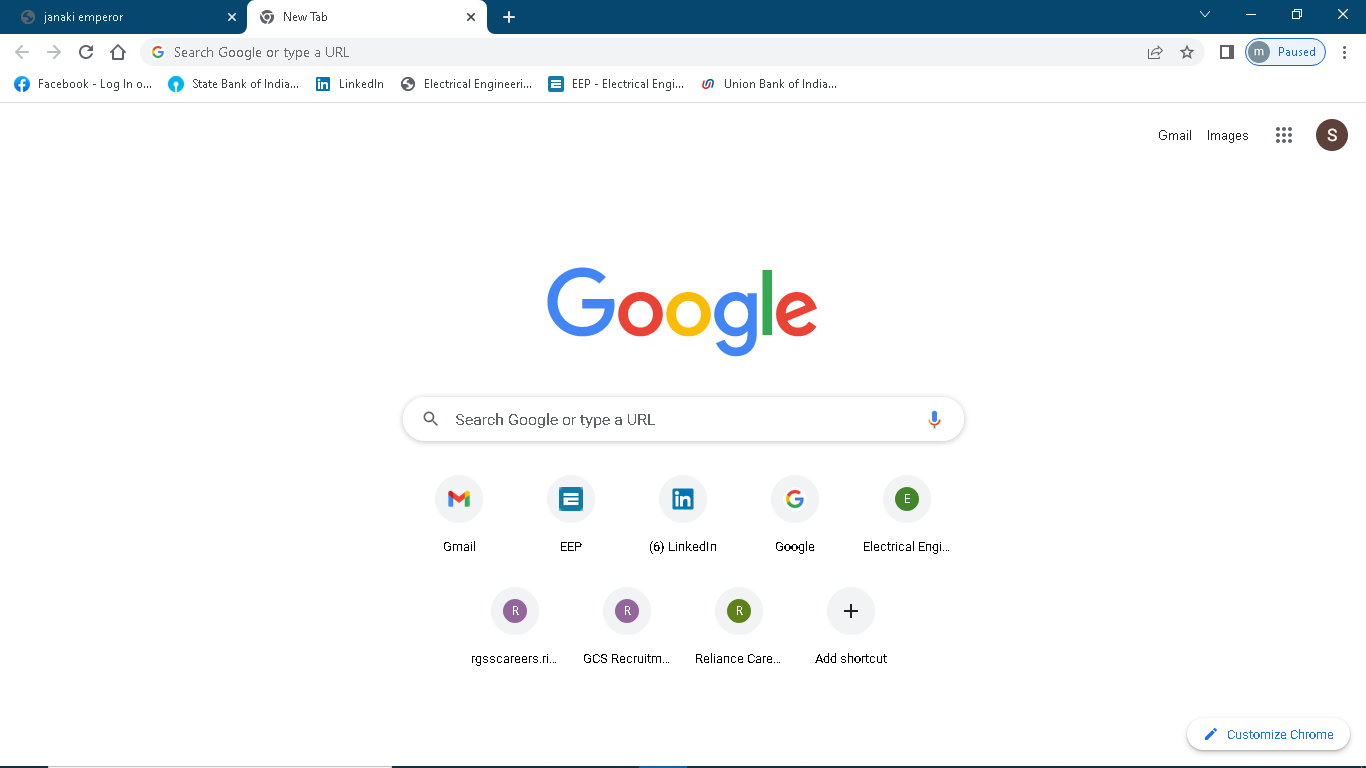 janaki emperor
New Tab
Search Google or type a URL
m Paused
Facebook - Log In o...
State Bank of India...
LinkedIn
Electrical Engineeri...
EEP - Electrical Engi...
Union Bank of India...
Gmail Images S
Google
Search Google or type a URL
Gmail
EEP
(6) LinkedIn
Google
E
Electrical Engi...
R
rgsscareers.ri...
R
GCS Recruitm...
R
Reliance Care...
Add shortcut
Customize Chrome